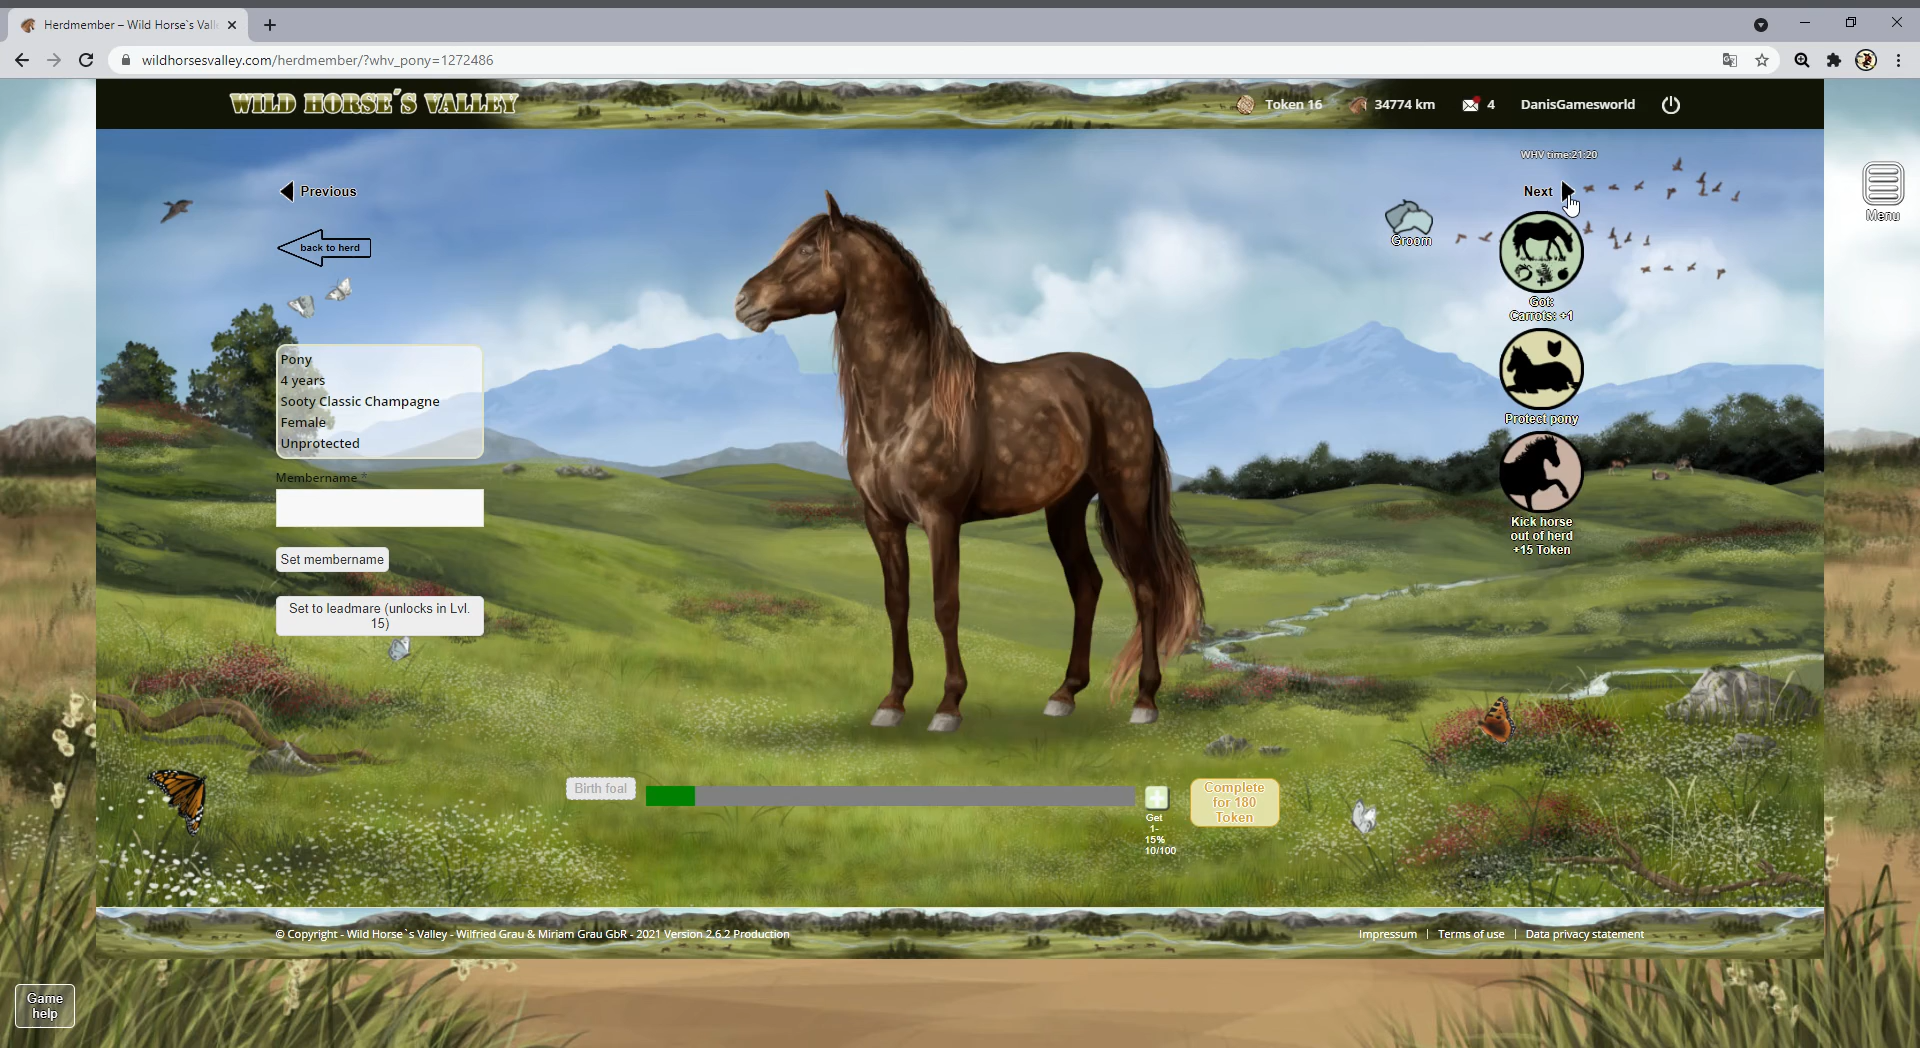 Herdmember – Wild Horse`s Vall
wildhorsesvalley.com/herdmember/?whv_pony=1272486
WILD HORSE´S VALLEY
Token 16
34774 km
4
DanisGamesworld
WHV time:21:20
Previous
Next
Menu
Groom
back to herd
Got:
Carrots: +1
Pony
4 years
Sooty Classic Champagne
Female
Unprotected
Protect pony
Membername *
Kick horse
out of herd
+15 Token
Set membername
Set to leadmare (unlocks in Lvl.
15)
Birth foal
Get
1-
15%
10/100
Complete
for 180
Token
© Copyright - Wild Horse`s Valley - Wilfried Grau & Miriam Grau GbR - 2021 Version 2.6.2 Production
Impressum
Terms of use
Data privacy statement
Game
help